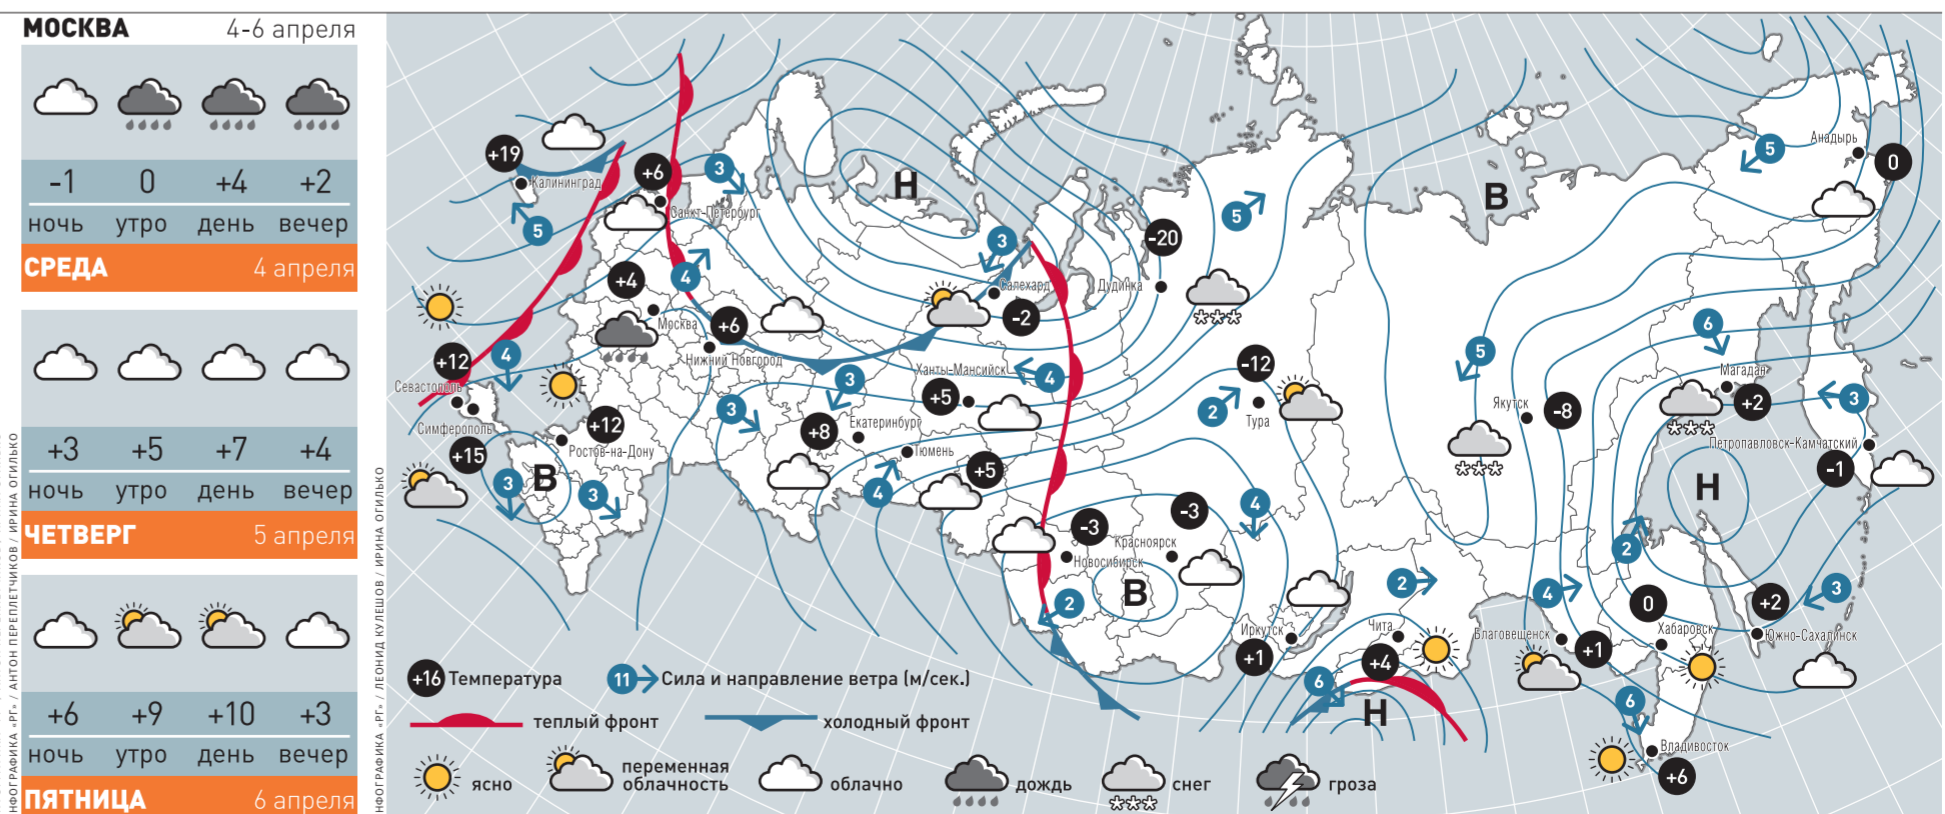 МОСКВА 4-6 апреля
-1 0 +4 +2
ночь утро день вечер
СРЕДА 4 апреля
+3 +5 +7 +4
ночь утро день вечер
ЧЕТВЕРГ 5 апреля
+6 +9 +10 +3
ночь утро день вечер
ПЯТНИЦА 6 апреля
НФОГРАФИКА «РГ» / АНТОН ПЕРЕПЛЕТЧИКОВ / ИРИНА ОГИЛЬКО
НФОГРАФИКА «РГ» / ЛЕОНИД КУЛЕШОВ / ИРИНА ОГИЛЬКО
+19
Калининград
5
+6
Санкт-Петербург
3
Н
3
Салехард
-2
-20
Дудинка
5
В
5
Анадырь
0
+4
Москва
4
+6
Нижний Новгород
+12
Севастополь
4
Симферополь
+15
+12
Ростов-на-Дону
В
3
3
3
3
+8
Екатеринбург
Ханты-Мансийск
+5
4
Тюмень
+5
4
-12
2
Тура
5
Якутск
-8
6
Магадан
+2
3
Петропавловск-Камчатский
-1
Н
-3
Новосибирск
-3
Красноярск
4
В
2
Иркутск
+1
2
Чита
+4
6
Н
2
4
Благовещенск
+1
0
Хабаровск
+2
3
Южно-Сахалинск
6
Владивосток
+6
+16 Температура
11 Сила и направление ветра (м/сек.)
теплый фронт
холодный фронт
ясно
переменная
облачность
облачно
дождь
снег
гроза